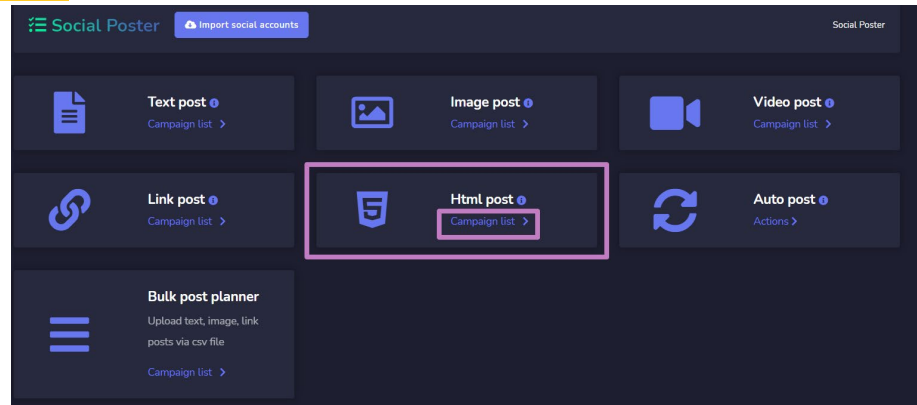 Social Poster
Import social accounts
Social Poster
Text post
Campaign list
Image post
Campaign list
Video post
Campaign list
Link post
Campaign list
Html post
Campaign list
Auto post
Actions
Bulk post planner
Upload text, image, link
posts via csv file
Campaign list